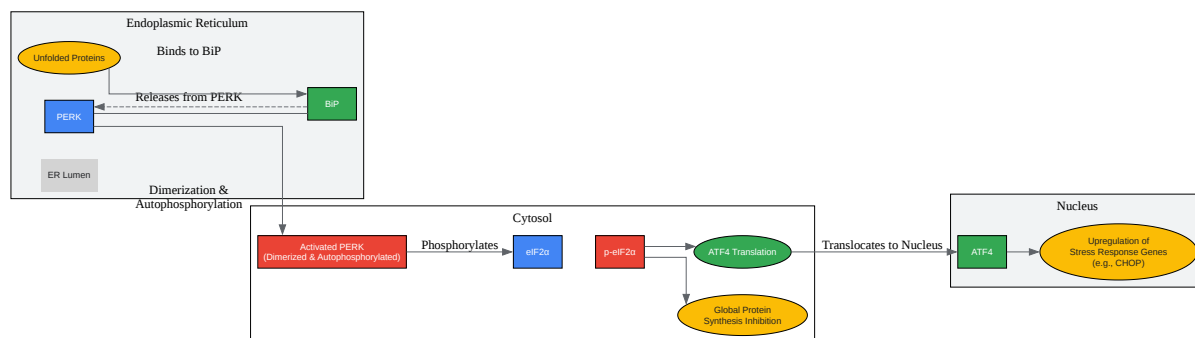 Endoplasmic Reticulum
Binds to BiP
Unfolded Proteins
Releases from PERK
BiP
PERK
ER Lumen
Dimerization &
Autophosphorylation
Cytosol
Activated PERK
(Dimerized & Autophosphorylated)
Phosphorylates
eIF2α
p-eIF2α
ATF4 Translation
Global Protein
Synthesis Inhibition
Translocates to Nucleus
Nucleus
ATF4
Upregulation of
Stress Response Genes
(e.g., CHOP)